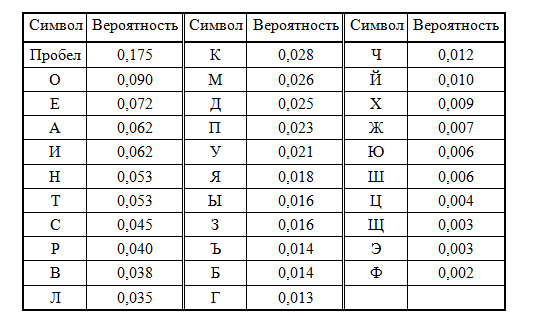 Символ Вероятность Символ Вероятность Символ Вероятность
Пробел 0,175 К 0,028 Ч 0,012
О 0,090 М 0,026 Й 0,010
Е 0,072 Д 0,025 Х 0,009
А 0,062 П 0,023 Ж 0,007
И 0,062 У 0,021 Ю 0,006
Н 0,053 Я 0,018 Ш 0,006
Т 0,053 Ы 0,016 Ц 0,004
С 0,045 З 0,016 Щ 0,003
Р 0,040 Ъ 0,014 Э 0,003
В 0,038 Б 0,014 Ф 0,002
Л 0,035 Г 0,013